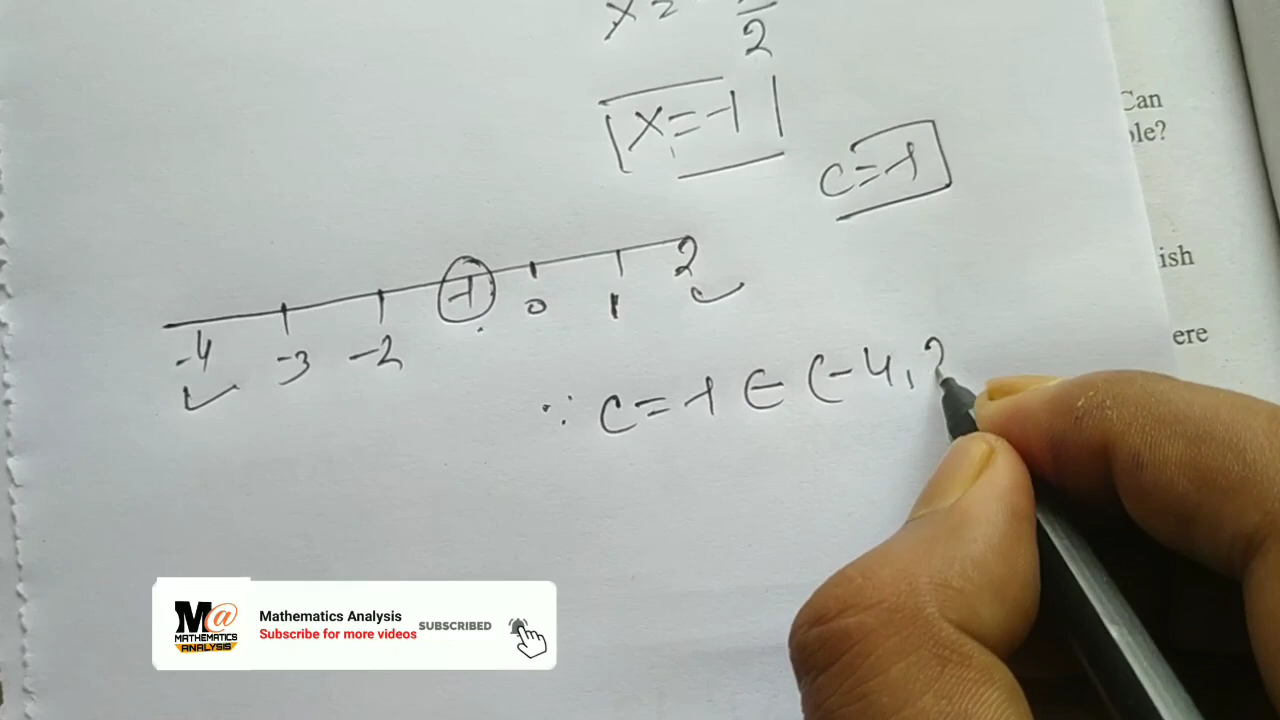 x =
2
x = -1
c = -1
-4 -3 -2 -1 0 1 2
∵ c = -1 ∈ (-4, 2
Can
ole?
ish
ere
M@
MATHEMATICS
ANALYSIS
Mathematics Analysis
Subscribe for more videos
SUBSCRIBED